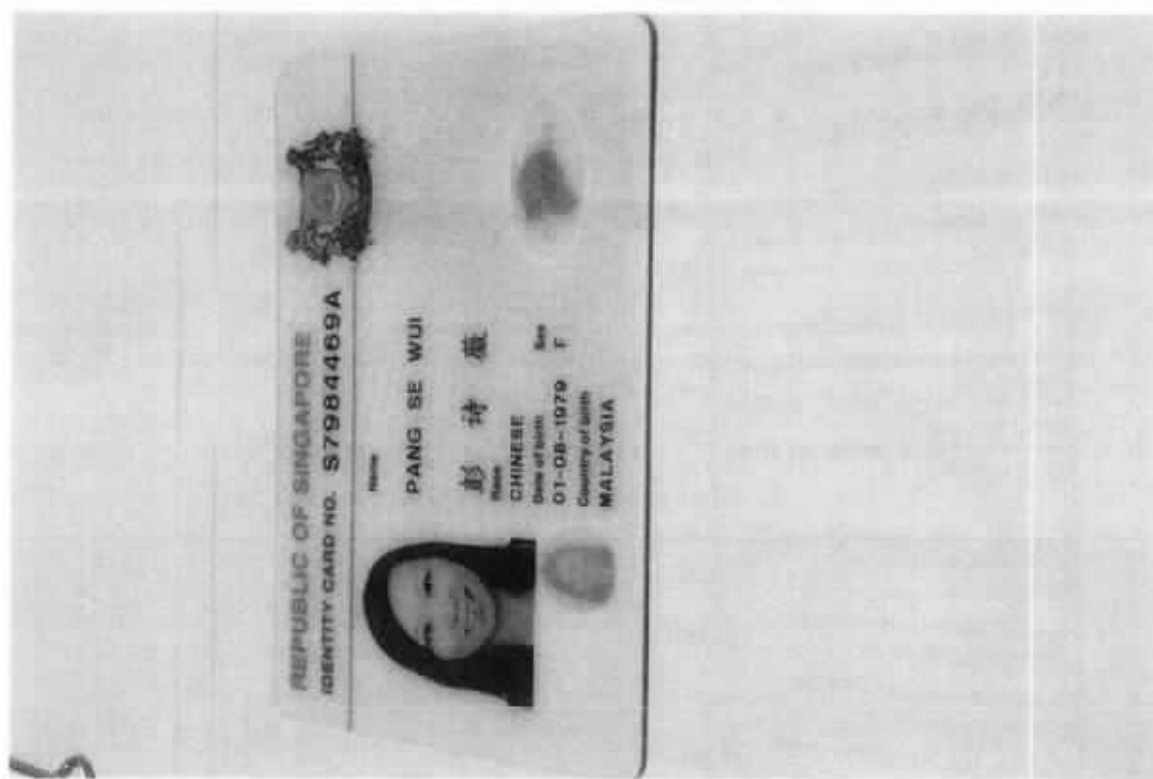 REPUBLIC OF SINGAPORE
IDENTITY CARD NO. S7984469A
Name
PANG SE WUI
彭 诗 薇
Race
CHINESE
Date of birth Sex
01-08-1979 F
Country of birth
MALAYSIA